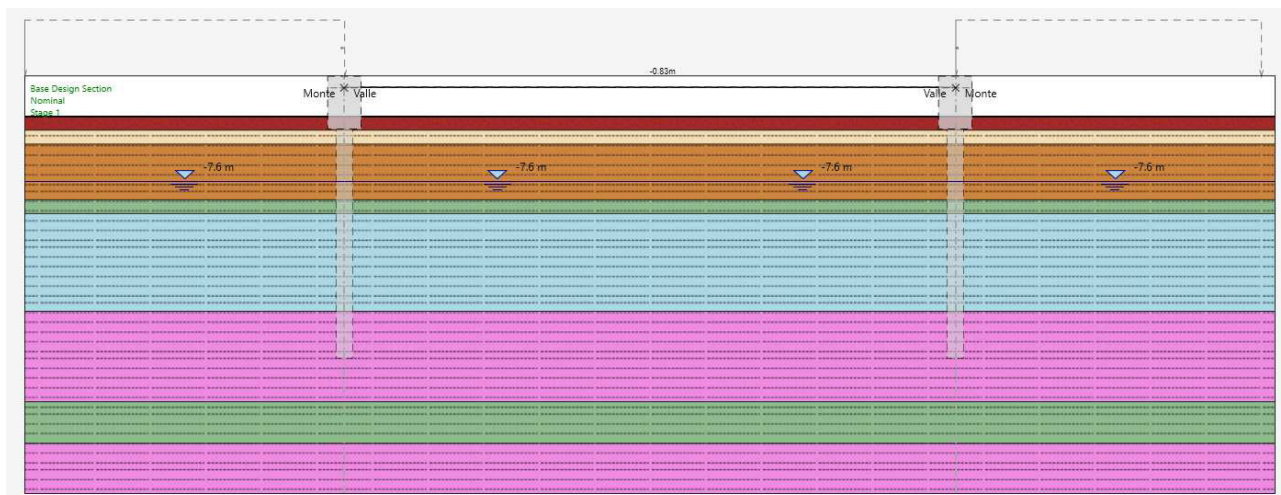 -0.83m
Base Design Section
Nominal
Stage 1
Monte Valle
Valle Monte
-7.6 m
-7.6 m
-7.6 m
-7.6 m